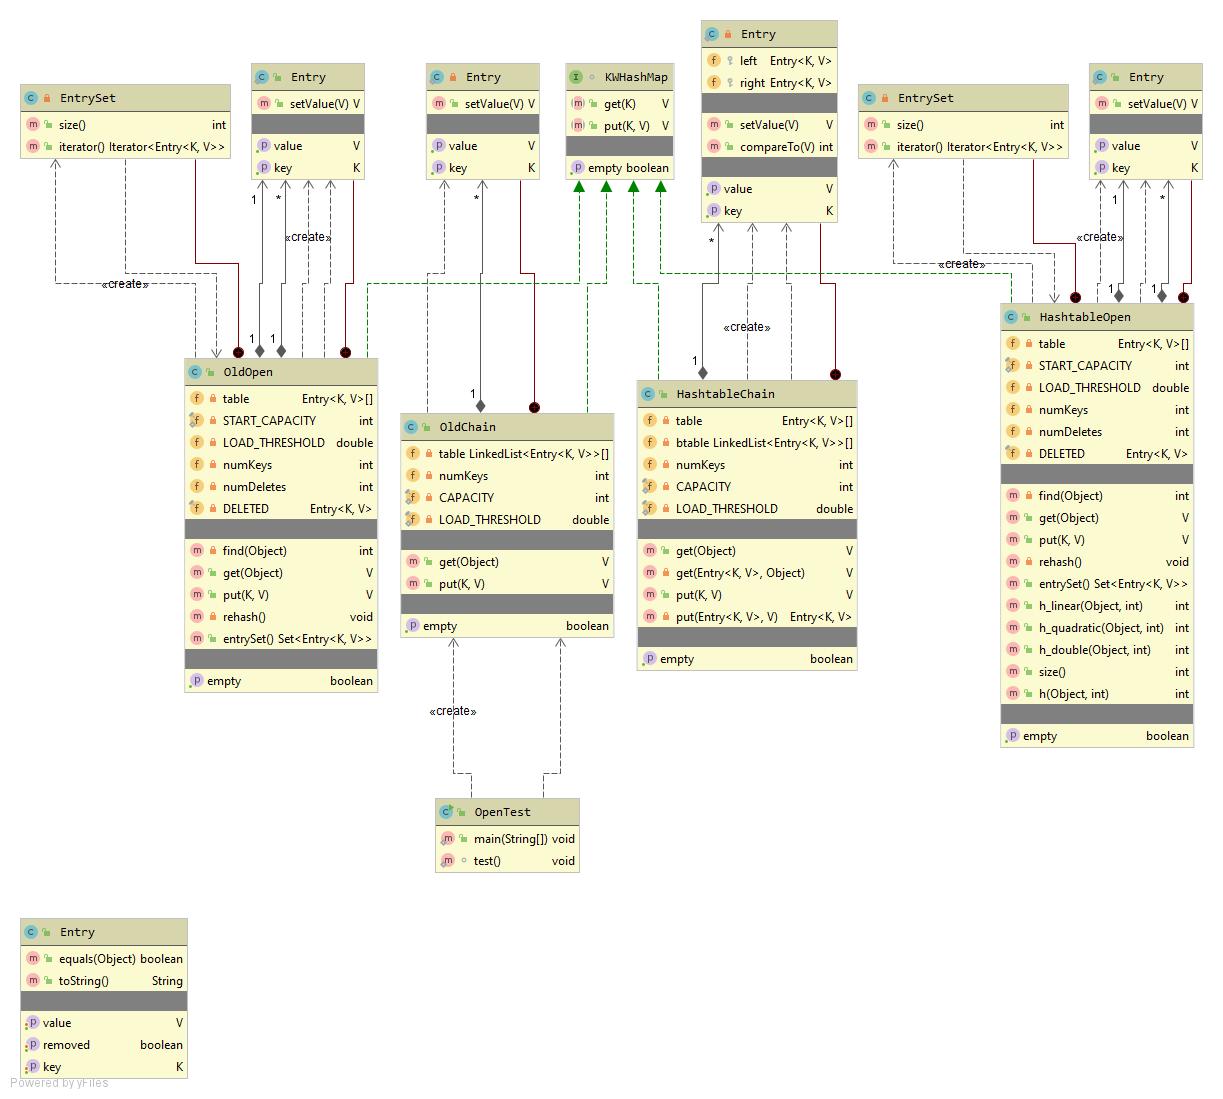 Entry
left Entry<K, V>
right Entry<K, V>
setValue(V) V
compareTo(V) int
value V
key K
EntrySet
size() int
iterator() Iterator<Entry<K, V>>
Entry
setValue(V) V
value V
key K
Entry
setValue(V) V
value V
key K
KWHashMap
get(K) V
put(K, V) V
empty boolean
EntrySet
size() int
iterator() Iterator<Entry<K, V>>
Entry
setValue(V) V
value V
key K
1
*
*
*
1
*
«create»
«create»
«create»
«create»
«create»
1
1
1
1
1
1
OldOpen
table Entry<K, V>[]
START_CAPACITY int
LOAD_THRESHOLD double
numKeys int
numDeletes int
DELETED Entry<K, V>
find(Object) int
get(Object) V
put(K, V) V
rehash() void
entrySet() Set<Entry<K, V>>
empty boolean
OldChain
table LinkedList<Entry<K, V>>[]
numKeys int
CAPACITY int
LOAD_THRESHOLD double
get(Object) V
put(K, V) V
empty boolean
HashtableChain
table Entry<K, V>[]
btable LinkedList<Entry<K, V>>[]
numKeys int
CAPACITY int
LOAD_THRESHOLD double
get(Object) V
get(Entry<K, V>, Object) V
put(K, V) V
put(Entry<K, V>, V) Entry<K, V>
empty boolean
HashtableOpen
table Entry<K, V>[]
START_CAPACITY int
LOAD_THRESHOLD double
numKeys int
numDeletes int
DELETED Entry<K, V>
find(Object) int
get(Object) V
put(K, V) V
rehash() void
entrySet() Set<Entry<K, V>>
h_linear(Object, int) int
h_quadratic(Object, int) int
h_double(Object, int) int
size() int
h(Object, int) int
empty boolean
«create»
OpenTest
main(String[]) void
test() void
Entry
equals(Object) boolean
toString() String
value V
removed boolean
key K
Powered by yFiles